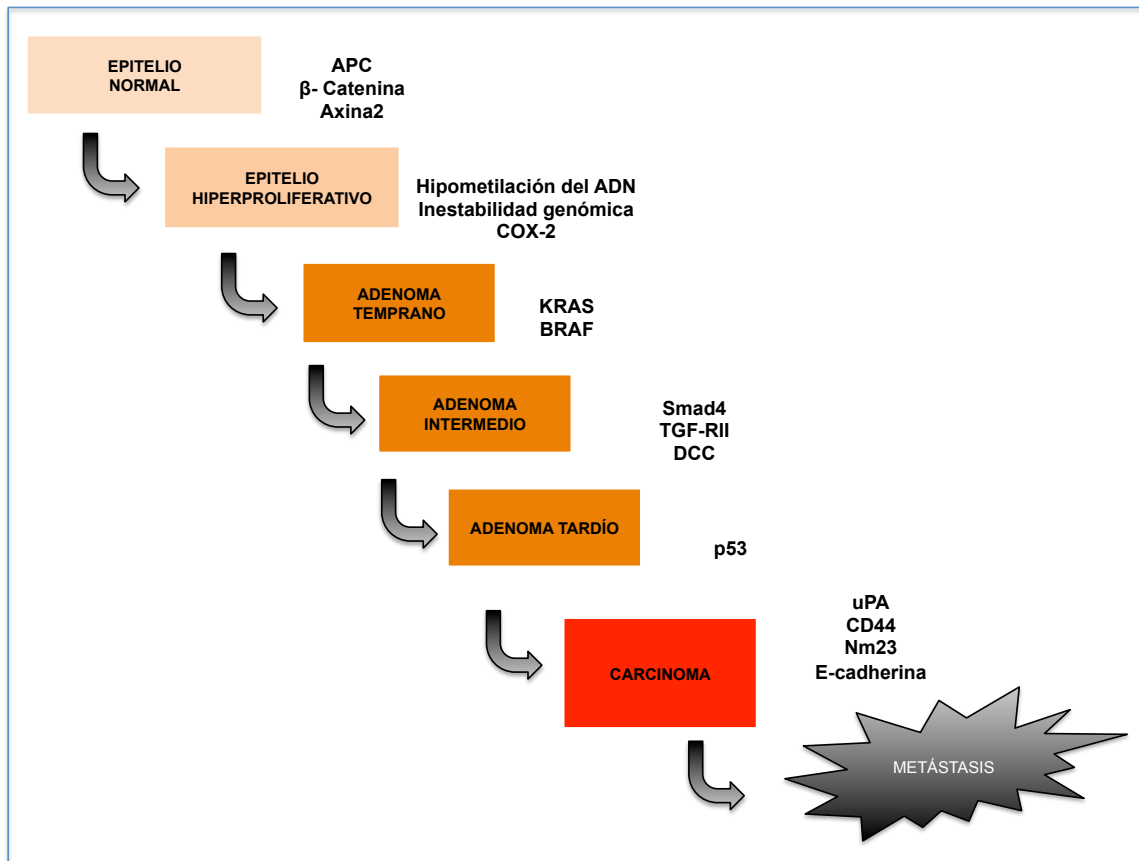 EPITELIO
NORMAL
APC
β- Catenina
Axina2
EPITELIO
HIPERPROLIFERATIVO
Hipometilación del ADN
Inestabilidad genómica
COX-2
ADENOMA
TEMPRANO
KRAS
BRAF
ADENOMA
INTERMEDIO
Smad4
TGF-RII
DCC
ADENOMA TARDÍO
p53
CARCINOMA
uPA
CD44
Nm23
E-cadherina
METÁSTASIS